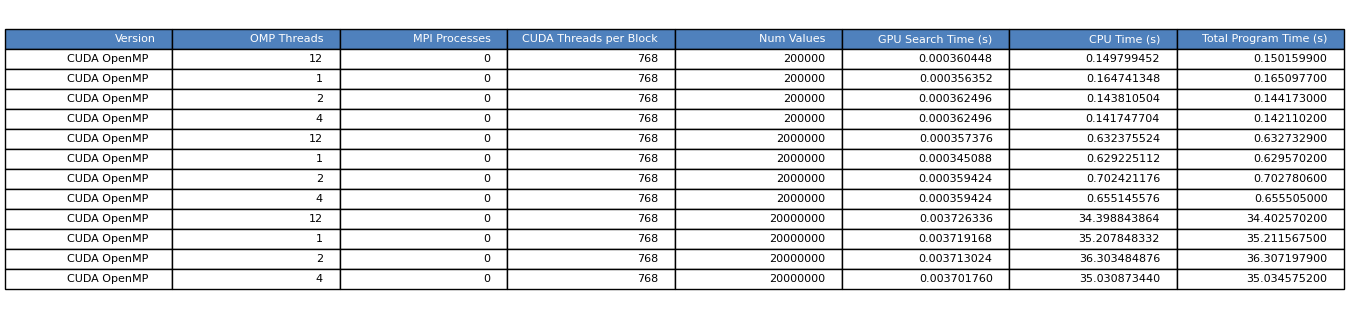 Version OMP Threads MPI Processes CUDA Threads per Block Num Values GPU Search Time (s) CPU Time (s) Total Program Time (s)
CUDA OpenMP 12 0 768 200000 0.000360448 0.149799452 0.150159900
CUDA OpenMP 1 0 768 200000 0.000356352 0.164741348 0.165097700
CUDA OpenMP 2 0 768 200000 0.000362496 0.143810504 0.144173000
CUDA OpenMP 4 0 768 200000 0.000362496 0.141747704 0.142110200
CUDA OpenMP 12 0 768 2000000 0.000357376 0.632375524 0.632732900
CUDA OpenMP 1 0 768 2000000 0.000345088 0.629225112 0.629570200
CUDA OpenMP 2 0 768 2000000 0.000359424 0.702421176 0.702780600
CUDA OpenMP 4 0 768 2000000 0.000359424 0.655145576 0.655505000
CUDA OpenMP 12 0 768 20000000 0.003726336 34.398843864 34.402570200
CUDA OpenMP 1 0 768 20000000 0.003719168 35.207848332 35.211567500
CUDA OpenMP 2 0 768 20000000 0.003713024 36.303484876 36.307197900
CUDA OpenMP 4 0 768 20000000 0.003701760 35.030873440 35.034575200